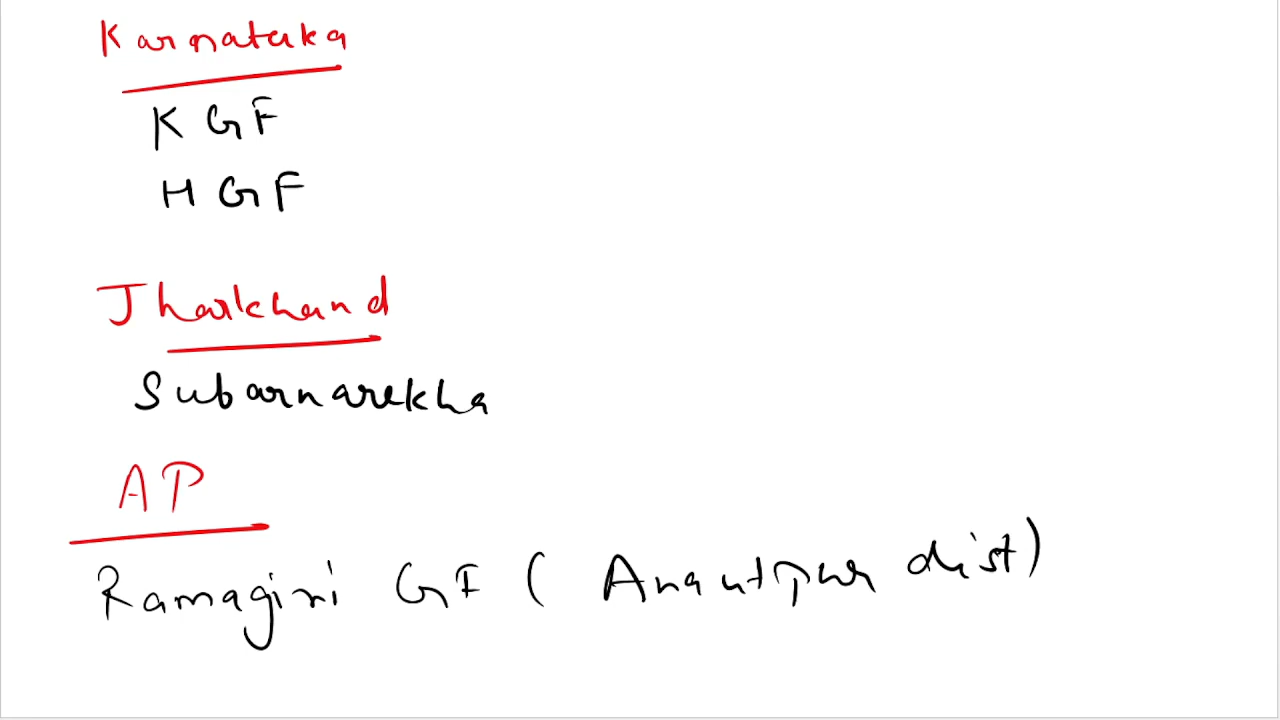 Karnataka
KGF
HGF
Jharkhand
Subarnarekha
AP
Ramagiri GF (Anantpur dist)